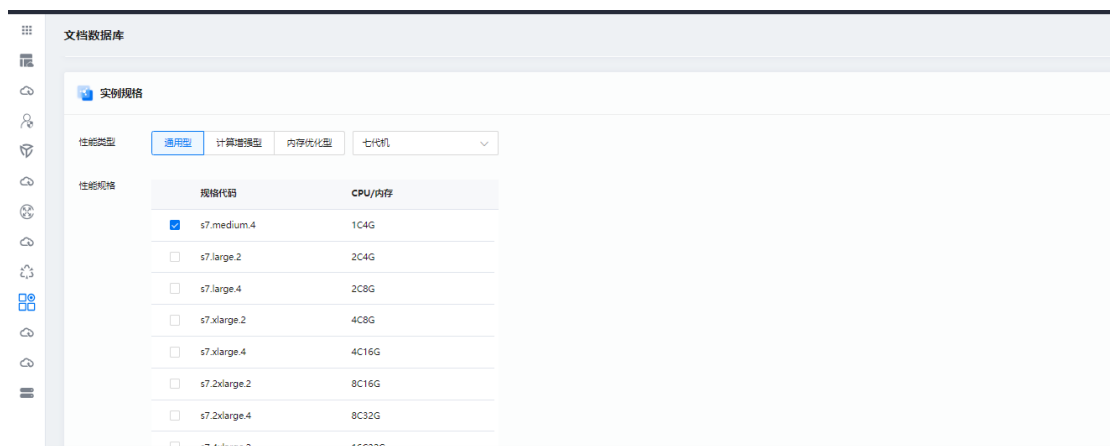 文档数据库
实例规格
性能类型 通用型 计算增强型 内存优化型 七代机
性能规格 规格代码 CPU/内存
s7.medium.4 1C4G
s7.large.2 2C4G
s7.large.4 2C8G
s7.xlarge.2 4C8G
s7.xlarge.4 4C16G
s7.2xlarge.2 8C16G
s7.2xlarge.4 8C32G